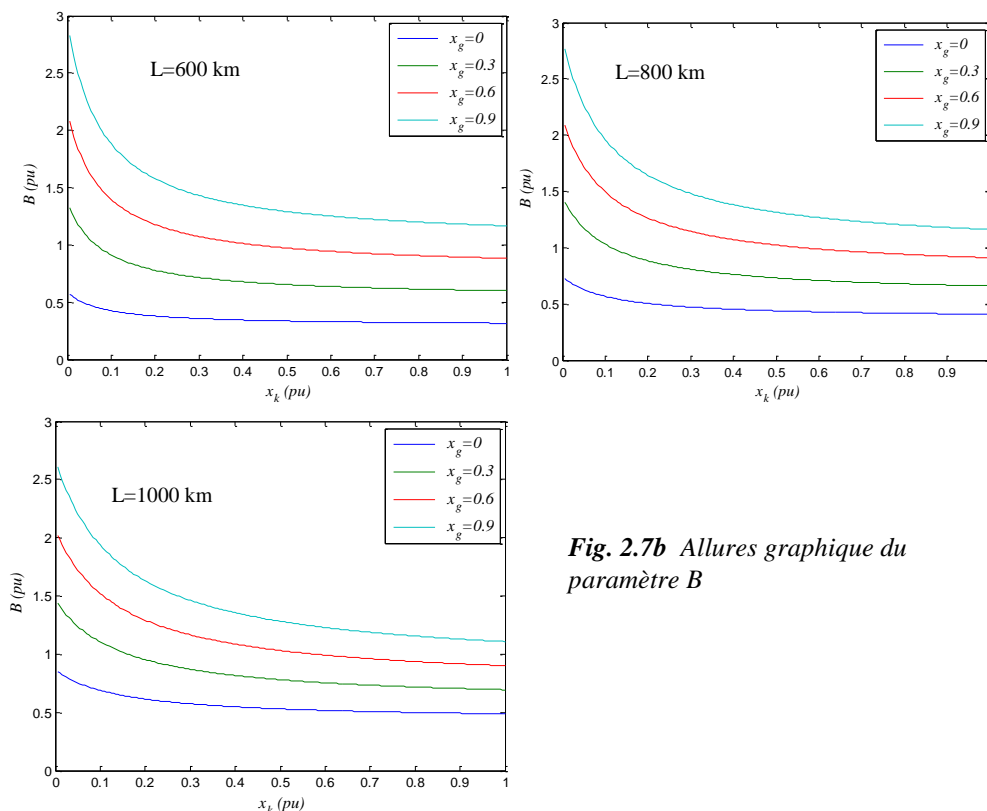 3
2.5
2
1.5
1
0.5
0
B (pu)
L=600 km
x_g=0
x_g=0.3
x_g=0.6
x_g=0.9
0 0.1 0.2 0.3 0.4 0.5 0.6 0.7 0.8 0.9 1
x_k (pu)
3
2.5
2
1.5
1
0.5
0
B (pu)
L=800 km
x_g=0
x_g=0.3
x_g=0.6
x_g=0.9
0 0.1 0.2 0.3 0.4 0.5 0.6 0.7 0.8 0.9
x_k (pu)
3
2.5
2
1.5
1
0.5
0
B (pu)
L=1000 km
x_g=0
x_g=0.3
x_g=0.6
x_g=0.9
0 0.1 0.2 0.3 0.4 0.5 0.6 0.7 0.8 0.9 1
x_k (pu)
Fig. 2.7b Allures graphique du
paramètre B